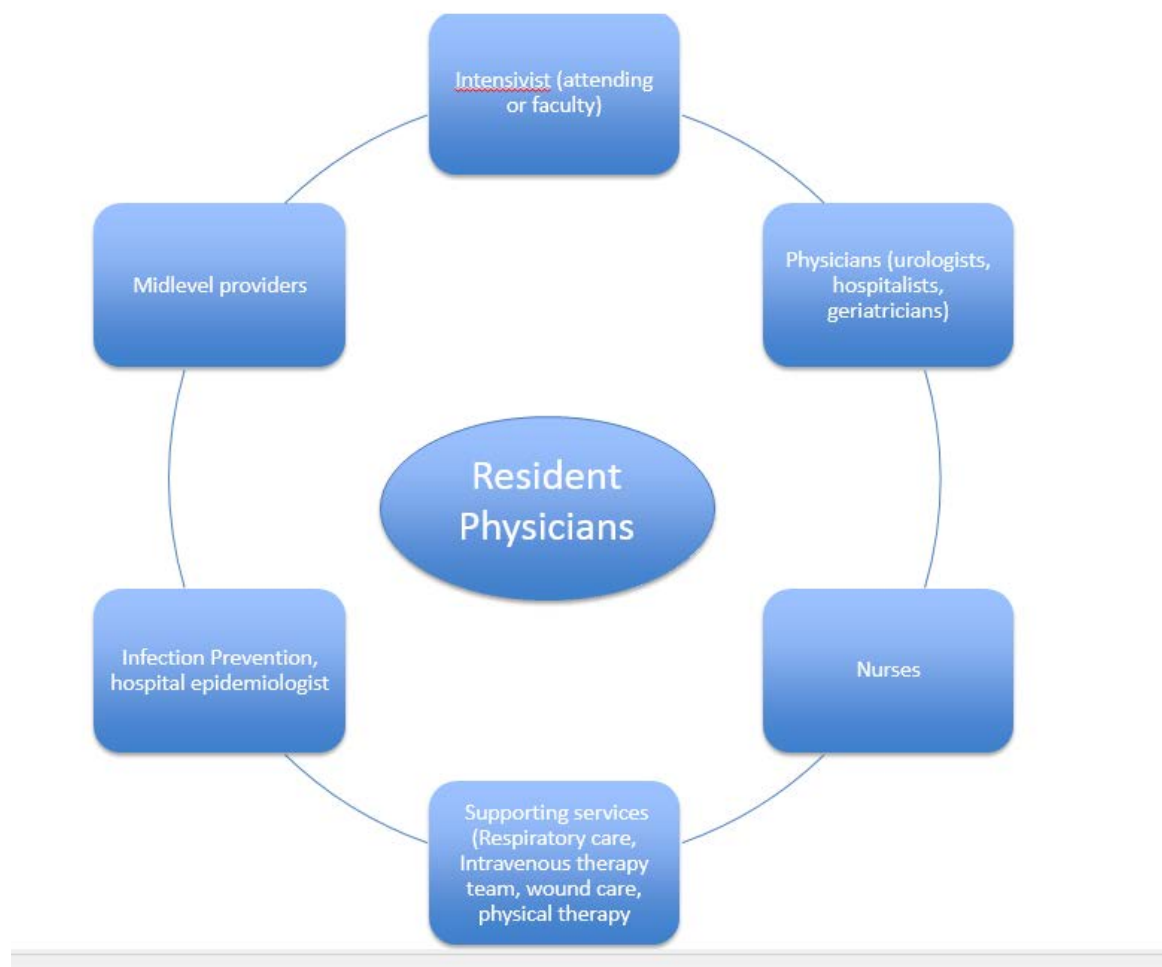 Intensivist (attending
or faculty)
Physicians (urologists,
hospitalists,
geriatricians)
Midlevel providers
Resident
Physicians
Infection Prevention,
hospital epidemiologist
Nurses
Supporting services
(Respiratory care,
Intravenous therapy
team, wound care,
physical therapy